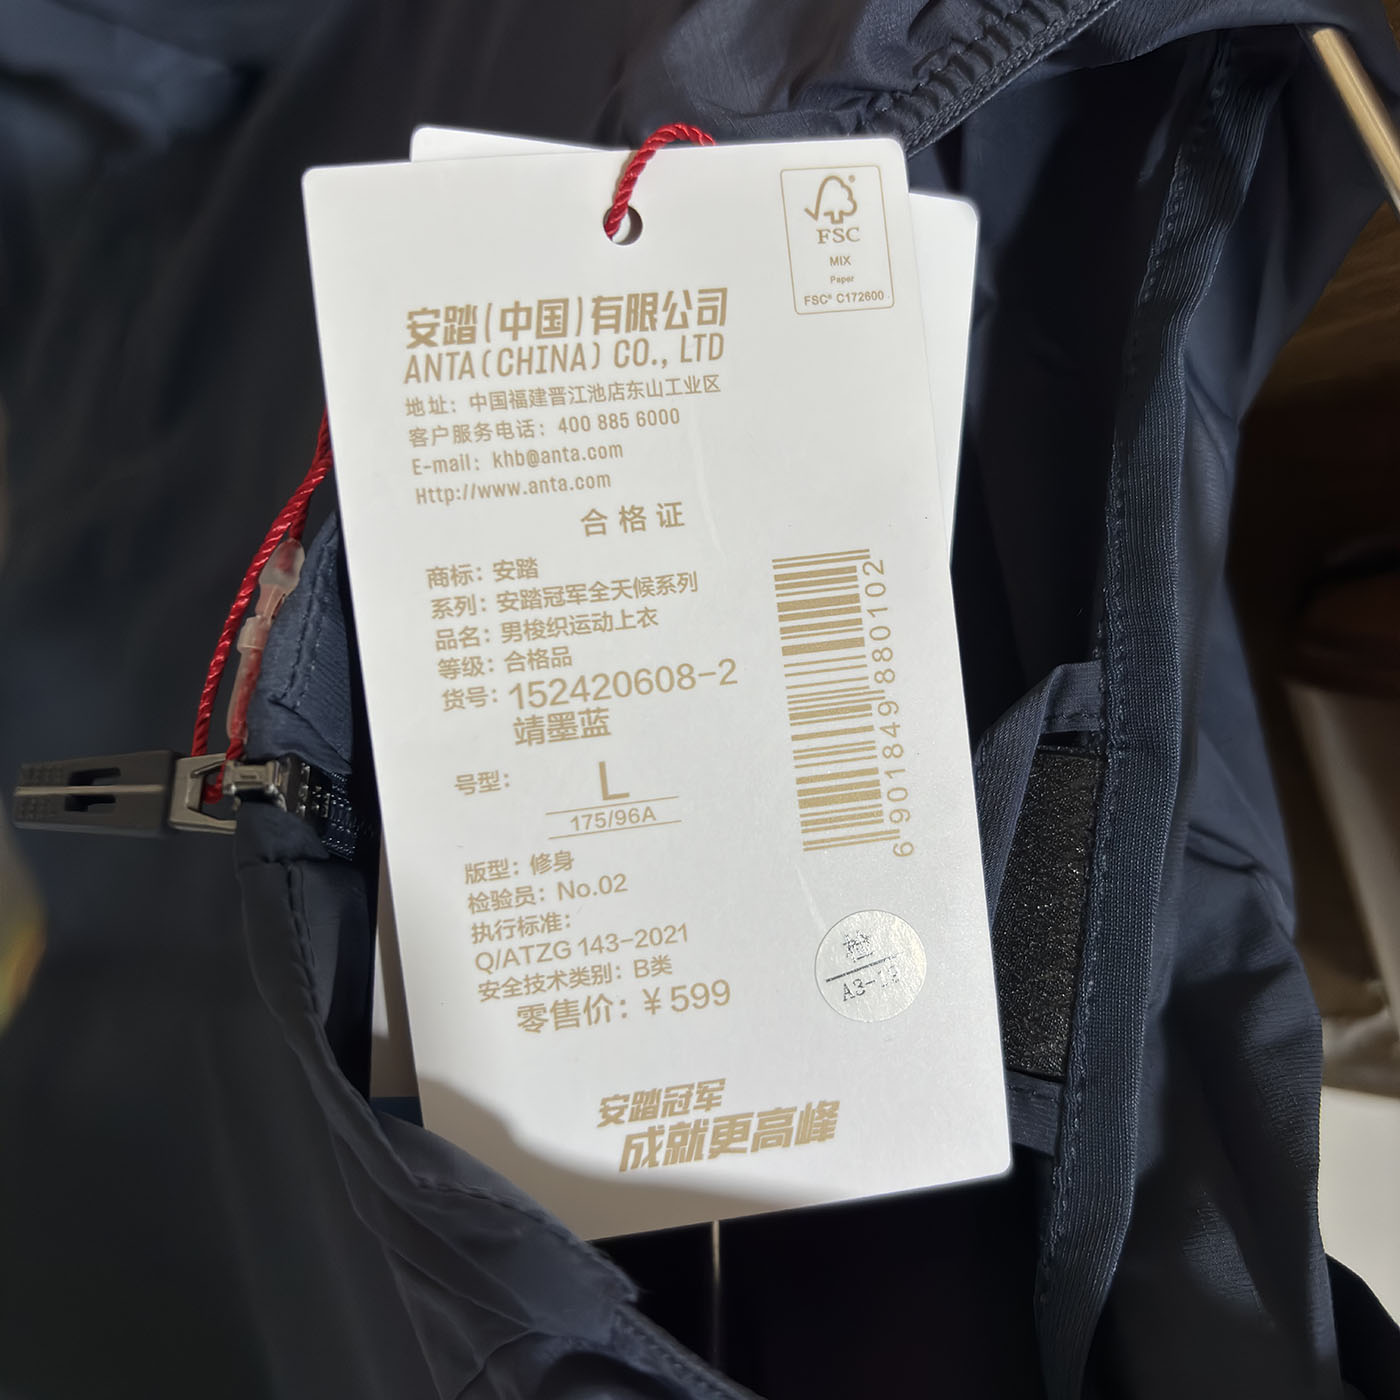 FSC®
MIX
Paper
FSC® C172600
安踏(中国)有限公司
ANTA(CHINA) CO., LTD
地址: 中国福建晋江池店东山工业区
客户服务电话: 400 885 6000
E-mail: khb@anta.com
Http://www.anta.com
合格证
商标: 安踏
系列: 安踏冠军全天候系列
品名: 男梭织运动上衣
等级: 合格品
货号: 152420608-2
靖墨蓝
号型: L
175/96A
版型: 修身
检验员: No.02
执行标准:
Q/ATZG 143-2021
安全技术类别: B类
零售价: ¥599
6901849880102
安踏冠军
成就更高峰